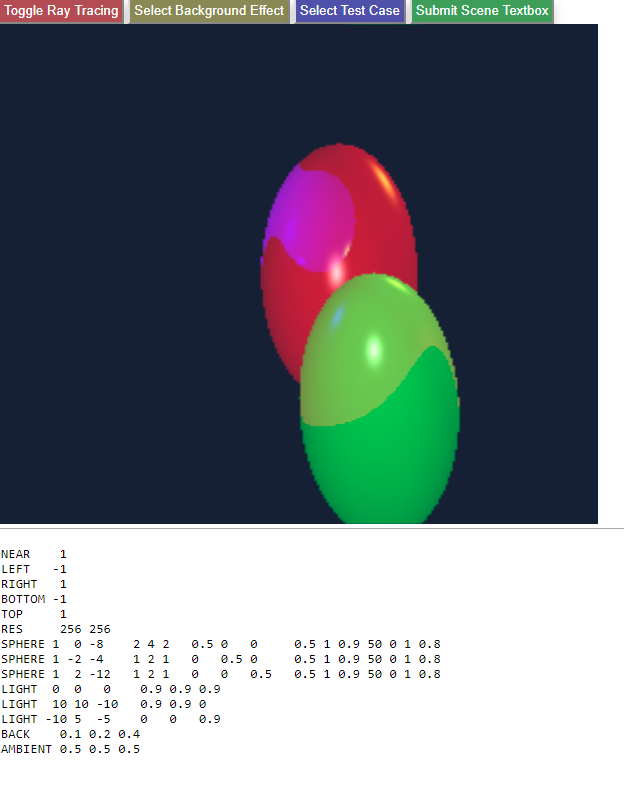 Toggle Ray Tracing Select Background Effect Select Test Case Submit Scene Textbox
NEAR 1
LEFT -1
RIGHT 1
BOTTOM -1
TOP 1
RES 256 256
SPHERE 1 0 -8 2 4 2 0.5 0 0 0.5 1 0.9 50 0 1 0.8
SPHERE 1 -2 -4 1 2 1 0 0.5 0 0.5 1 0.9 50 0 1 0.8
SPHERE 1 2 -12 1 2 1 0 0 0.5 0.5 1 0.9 50 0 1 0.8
LIGHT 0 0 0 0.9 0.9 0.9
LIGHT 10 10 -10 0.9 0.9 0
LIGHT -10 5 -5 0 0 0.9
BACK 0.1 0.2 0.4
AMBIENT 0.5 0.5 0.5